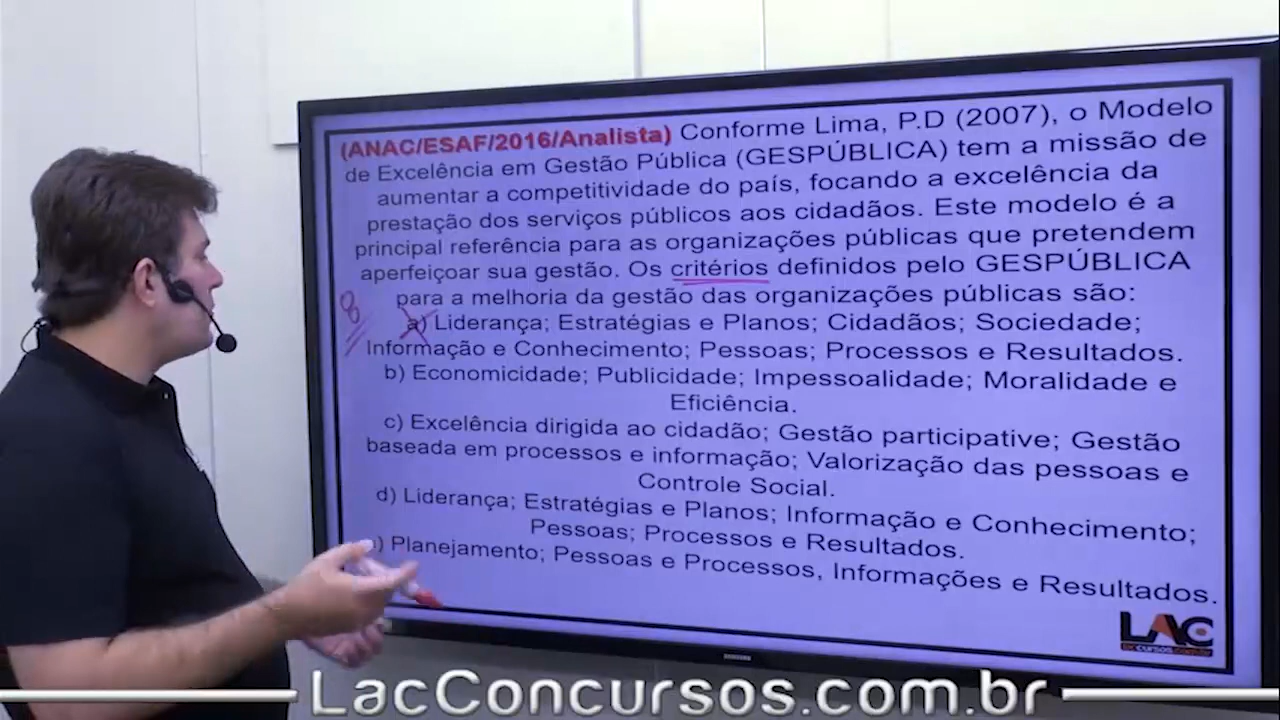 (ANAC/ESAF/2016/Analista) Conforme Lima, P.D (2007), o Modelo
de Excelência em Gestão Pública (GESPÚBLICA) tem a missão de
aumentar a competitividade do país, focando a excelência da
prestação dos serviços públicos aos cidadãos. Este modelo é a
principal referência para as organizações públicas que pretendem
aperfeiçoar sua gestão. Os critérios definidos pelo GESPÚBLICA
para a melhoria da gestão das organizações públicas são:
8
a) Liderança; Estratégias e Planos; Cidadãos; Sociedade;
Informação e Conhecimento; Pessoas; Processos e Resultados.
b) Economicidade; Publicidade; Impessoalidade; Moralidade e
Eficiência.
c) Excelência dirigida ao cidadão; Gestão participative; Gestão
baseada em processos e informação; Valorização das pessoas e
Controle Social.
d) Liderança; Estratégias e Planos; Informação e Conhecimento;
Pessoas; Processos e Resultados.
e) Planejamento; Pessoas e Processos, Informações e Resultados.
LAC
SAMSUNG
LacConcursos.com.br